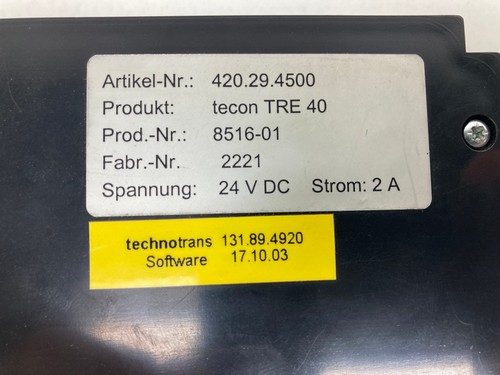 Artikel-Nr.: 420.29.4500
Produkt: tecon TRE 40
Prod.-Nr.: 8516-01
Fabr.-Nr. 2221
Spannung: 24 V DC Strom: 2 A
technotrans 131.89.4920
Software 17.10.03